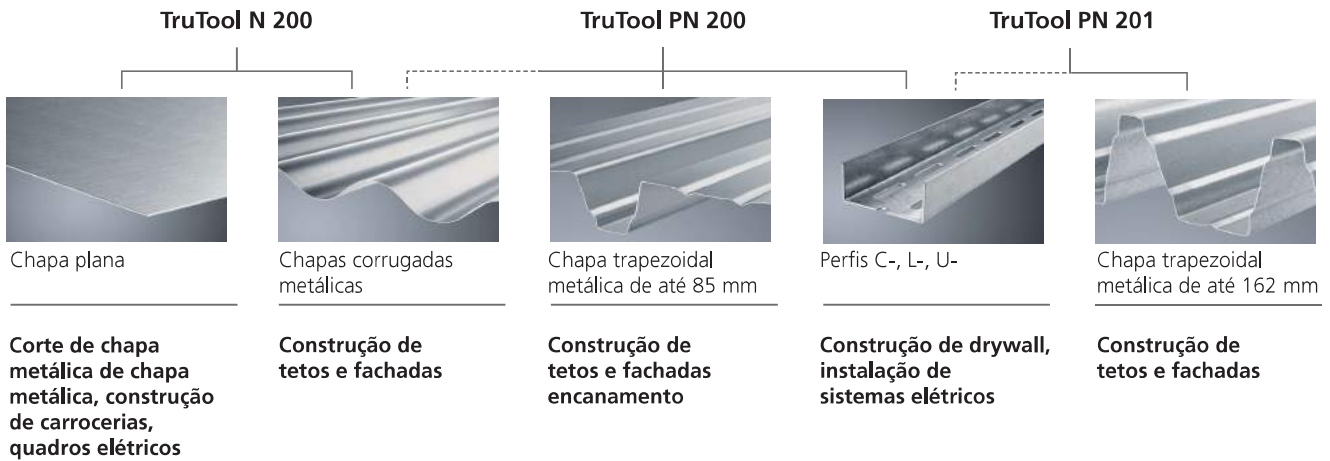 TruTool N 200
TruTool PN 200
TruTool PN 201
Chapa plana
Chapas corrugadas
metálicas
Chapa trapezoidal
metálica de até 85 mm
Perfis C-, L-, U-
Chapa trapezoidal
metálica de até 162 mm
Corte de chapa
metálica de chapa
metálica, construção
de carrocerias,
quadros elétricos
Construção de
tetos e fachadas
Construção de
tetos e fachadas
encanamento
Construção de drywall,
instalação de
sistemas elétricos
Construção de
tetos e fachadas